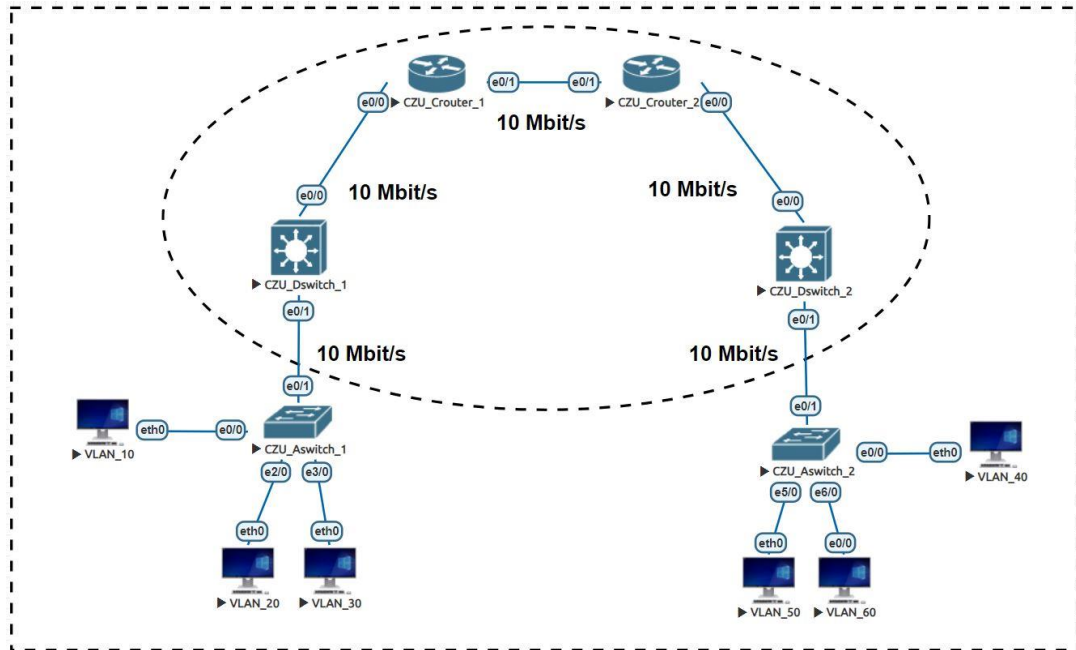 e0/1
e0/1
e0/0
CZU_Crouter_1
CZU_Crouter_2
e0/0
10 Mbit/s
10 Mbit/s
10 Mbit/s
e0/0
e0/0
CZU_Dswitch_1
CZU_Dswitch_2
e0/1
e0/1
10 Mbit/s
10 Mbit/s
e0/1
e0/1
eth0
e0/0
CZU_Aswitch_1
VLAN_10
e2/0
e3/0
CZU_Aswitch_2
e0/0
eth0
VLAN_40
e5/0
e6/0
eth0
eth0
eth0
e0/0
VLAN_20
VLAN_30
VLAN_50
VLAN_60